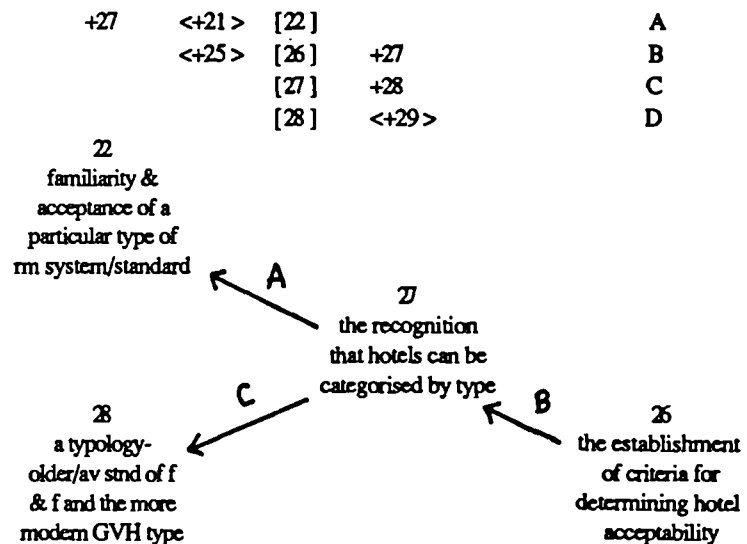 +27 <+21> [22] A
<+25> [26] +27 B
[27] +28 C
[28] <+29> D
22
familiarity &
acceptance of a
particular type of
rm system/standard
A
27
the recognition
that hotels can be
categorised by type
C
B
28
a typology-
older/av stnd of f
& f and the more
modern GVH type
26
the establishment
of criteria for
determining hotel
acceptability